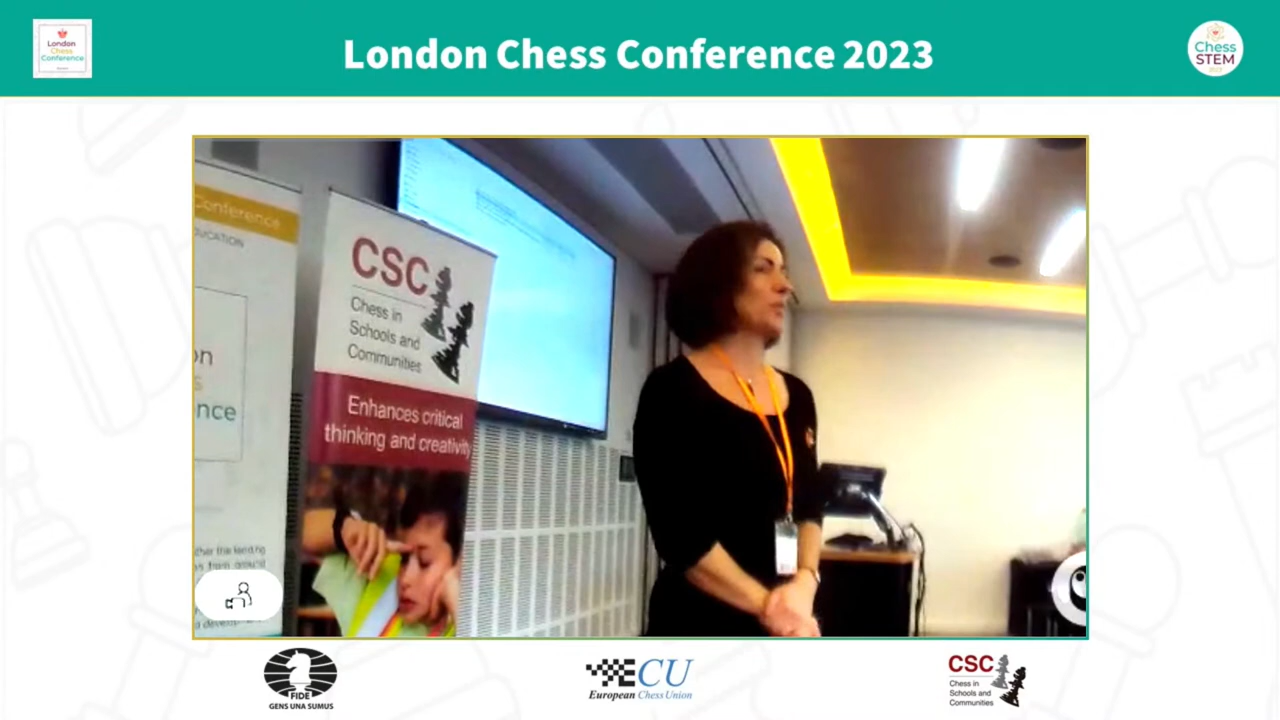 London
Chess
Conference
London Chess Conference 2023
Chess
STEM
Conference
CSC
Chess in
Schools and
Communities
nce
Enhances critical
thinking and creativity
FIDE
GENS UNA SUMUS
ECU
European Chess Union
CSC
Chess in
Schools and
Communities